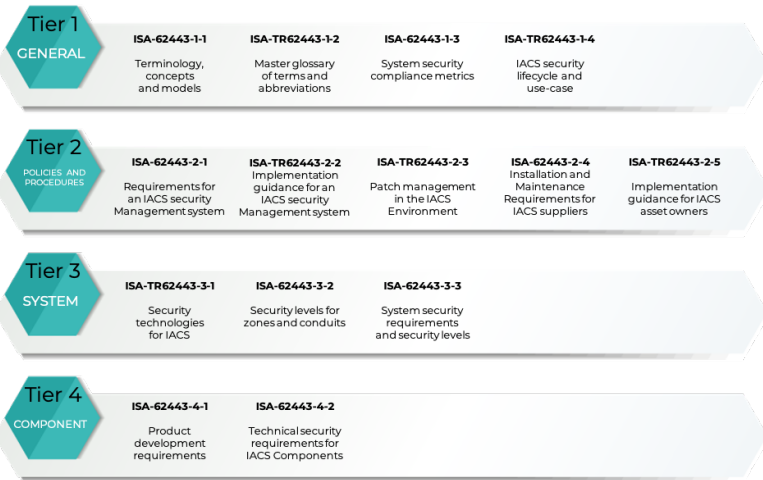 Tier 1
GENERAL
ISA-62443-1-1
Terminology,
concepts
and models
ISA-TR62443-1-2
Master glossary
of terms and
abbreviations
ISA-62443-1-3
System security
compliance metrics
ISA-TR62443-1-4
IACS security
lifecycle and
use-case
Tier 2
POLICIES AND
PROCEDURES
ISA-62443-2-1
Requirements for
an IACS security
Management system
ISA-TR62443-2-2
Implementation
guidance for an
IACS security
Management system
ISA-TR62443-2-3
Patch management
in the IACS
Environment
ISA-62443-2-4
Installation and
Maintenance
Requirements for
IACS suppliers
ISA-TR62443-2-5
Implementation
guidance for IACS
asset owners
Tier 3
SYSTEM
ISA-TR62443-3-1
Security
technologies
for IACS
ISA-62443-3-2
Security levels for
zones and conduits
ISA-62443-3-3
System security
requirements
and security levels
Tier 4
COMPONENT
ISA-62443-4-1
Product
development
requirements
ISA-62443-4-2
Technical security
requirements for
IACS Components